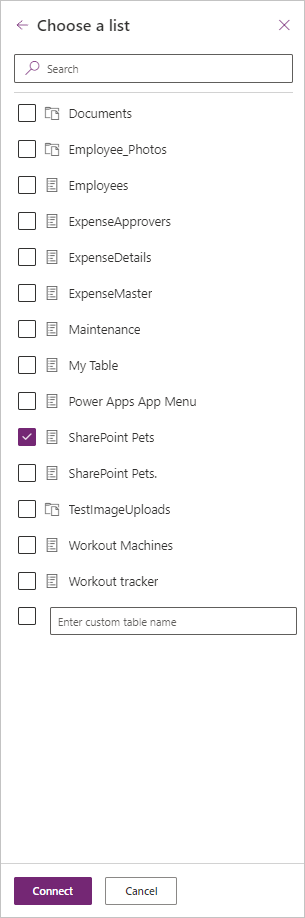 Choose a list
Search
Documents
Employee_Photos
Employees
ExpenseApprovers
ExpenseDetails
ExpenseMaster
Maintenance
My Table
Power Apps App Menu
SharePoint Pets
SharePoint Pets.
TestImageUploads
Workout Machines
Workout tracker
Enter custom table name
Connect Cancel